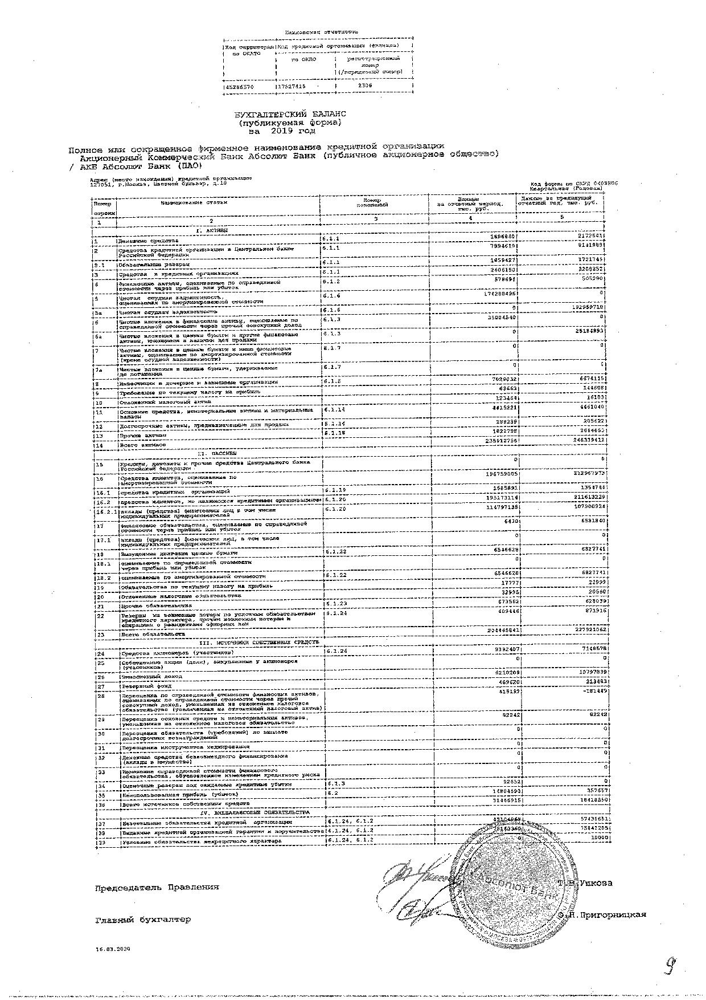 Банковская отчетность
|Код территории|Код кредитной организации (филиала) |
| по ОКАТО
| по ОКПО | регистрационный |
номер |
|(/порядковый номер) |
|45286570 |17527415 | 2306 |
БУХГАЛТЕРСКИЙ БАЛАНС
(публикуемая форма)
за 2019 год
Полное или сокращенное фирменное наименование кредитной организации
Акционерный Коммерческий Банк Абсолют Банк (публичное акционерное общество)
/ АКБ Абсолют Банк (ПАО)
Адрес (место нахождения) кредитной организации
127051, г.Москва, Цветной бульвар, д.18
Код формы по ОКУД 0409806
Квартальная (Годовая)
|Номер строки| Наименование статьи | Номер пояснений | Данные за отчетный период, тыс. руб. | Данные за предыдущий отчетный год, тыс. руб. |
| 1 | 2 | 3 | 4 | 5 |
I. АКТИВЫ
|1 |Денежные средства |6.1.1 | 1696840| 2172541|
|2 |Средства кредитной организации в Центральном банке Российской Федерации |6.1.1 | 7994619| 8141989|
|2.1 |Обязательные резервы |6.1.1 | 1859427| 1721745|
|3 |Средства в кредитных организациях |6.1.1 | 2606150| 3209852|
|4 |Финансовые активы, оцениваемые по справедливой стоимости через прибыль или убыток |6.1.2 | 578694| 505290|
|5 |Чистая ссудная задолженность, оцениваемая по амортизированной стоимости |6.1.6 | 174288496| 0|
|5а |Чистая ссудная задолженность |6.1.6 | 0| 192959719|
|6 |Чистые вложения в финансовые активы, оцениваемые по справедливой стоимости через прочий совокупный доход |6.1.3 | 35004540| 0|
|6а |Чистые вложения в ценные бумаги и другие финансовые активы, имеющиеся в наличии для продажи |6.1.3 | 0| 25184893|
|7 |Чистые вложения в ценные бумаги и иные финансовые активы, оцениваемые по амортизированной стоимости (кроме ссудной задолженности) |6.1.7 | 0| 0|
|7а |Чистые вложения в ценные бумаги, удерживаемые до погашения |6.1.7 | 0| 0|
|8 |Инвестиции в дочерние и зависимые организации |6.1.8 | 7029032| 6674115|
|9 |Требование по текущему налогу на прибыль | | 63663| 144608|
|10 |Отложенный налоговый актив | | 123464| 16103|
|11 |Основные средства, нематериальные активы и материальные запасы |6.1.14 | 4415221| 4461040|
|12 |Долгосрочные активы, предназначенные для продажи |6.1.14 | 289239| 205622|
|13 |Прочие активы |6.1.18 | 1822798| 2664653|
|14 |Всего активов | | 235912756| 246339412|
II. ПАССИВЫ
|15 |Кредиты, депозиты и прочие средства Центрального банка Российской Федерации | | 0| 0|
|16 |Средства клиентов, оцениваемые по амортизированной стоимости | | 196759005| 212967973|
|16.1 |средства кредитных организаций |6.1.19 | 1585891| 1354744|
|16.2 |средства клиентов, не являющихся кредитными организациями|6.1.20 | 195173114| 211613229|
|16.2.1|вклады (средства) физических лиц в том числе индивидуальных предпринимателей |6.1.20 | 114797135| 107900924|
|17 |Финансовые обязательства, оцениваемые по справедливой стоимости через прибыль или убыток | | 6430| 6581840|
|17.1 |вклады (средства) физических лиц, в том числе индивидуальных предпринимателей | | 0| 0|
|18 |Выпущенные долговые ценные бумаги |6.1.22 | 6546628| 6827741|
|18.1 |оцениваемые по справедливой стоимости через прибыль или убыток | | 0| 0|
|18.2 |оцениваемые по амортизированной стоимости |6.1.22 | 6546628| 6827741|
|19 |Обязательства по текущему налогу на прибыль | | 17777| 22993|
|20 |Отложенные налоговые обязательства | | 32993| 20560|
|21 |Прочие обязательства |6.1.23 | 673562| 628039|
|22 |Резервы на возможные потери по условным обязательствам кредитного характера, прочим возможным потерям и операциям с резидентами офшорных зон |6.1.24 | 409446| 871916|
|23 |Всего обязательств | | 204445841| 227921062|
III. ИСТОЧНИКИ СОБСТВЕННЫХ СРЕДСТВ
|24 |Средства акционеров (участников) |6.1.26 | 9392407| 7148578|
|25 |Собственные акции (доли), выкупленные у акционеров (участников) | | 0| 0|
|26 |Эмиссионный доход | | 6210209| 10797839|
|27 |Резервный фонд | | 469620| 213483|
|28 |Переоценка по справедливой стоимости финансовых активов, оцениваемых по справедливой стоимости через прочий совокупный доход, уменьшенная на отложенное налоговое обязательство (увеличенная на отложенный налоговый актив) | | 415192| -181449|
|29 |Переоценка основных средств и нематериальных активов, уменьшенная на отложенное налоговое обязательство | | 82242| 82242|
|30 |Переоценка обязательств (требований) по выплате долгосрочных вознаграждений | | 0| 0|
|31 |Переоценка инструментов хеджирования | | 0| 0|
|32 |Денежные средства безвозмездного финансирования (вклады в имущество) | | 0| 0|
|33 |Изменение справедливой стоимости финансового обязательства, обусловленное изменением кредитного риска | | 0| 0|
|34 |Оценочные резервы под ожидаемые кредитные убытки |6.1.3 | 92652| 0|
|35 |Неиспользованная прибыль (убыток) |6.2 | 14804593| 357657|
|36 |Всего источников собственных средств | | 31466915| 18418350|
IV. ВНЕБАЛАНСОВЫЕ ОБЯЗАТЕЛЬСТВА
|37 |Безотзывные обязательства кредитной организации |6.1.24, 6.1.2 | 57435651|
|38 |Выданные кредитной организацией гарантии и поручительства|6.1.24, 6.1.2 | 75842205|
|39 |Условные обязательства некредитного характера |6.1.24, 6.1.2 | 0| 10000|
Председатель Правления
Ушкова
Абсолют Банк
Главный бухгалтер
О.Н.Пригорницкая
16.03.2020
9